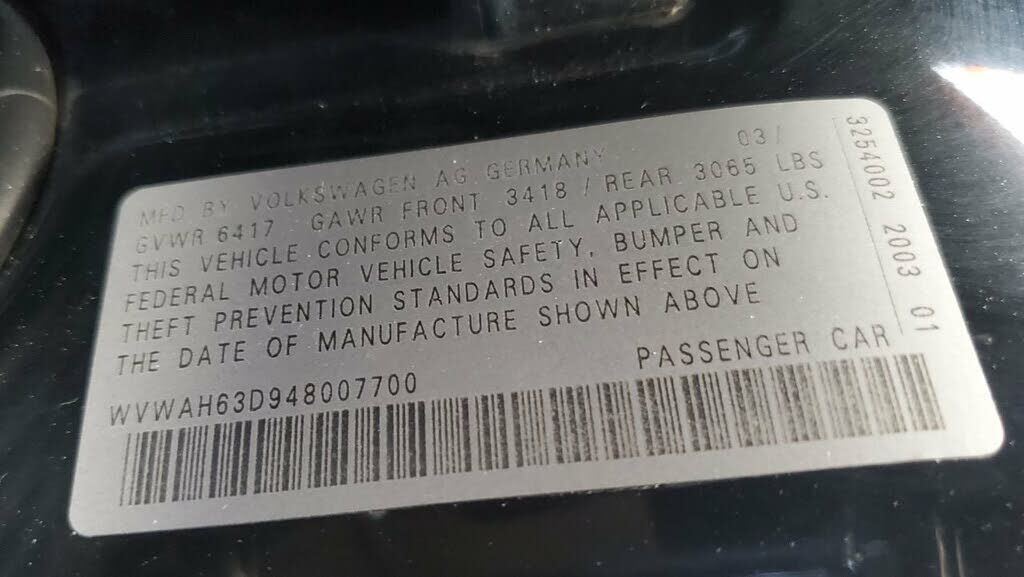 03/
MFD BY VOLKSWAGEN AG GERMANY
GVWR 6417 GAWR FRONT 3418 / REAR 3065 LBS
THIS VEHICLE CONFORMS TO ALL APPLICABLE U.S.
FEDERAL MOTOR VEHICLE SAFETY, BUMPER AND
THEFT PREVENTION STANDARDS IN EFFECT ON
THE DATE OF MANUFACTURE SHOWN ABOVE
WVWAH63D948007700 PASSENGER CAR
3254002 2003 01